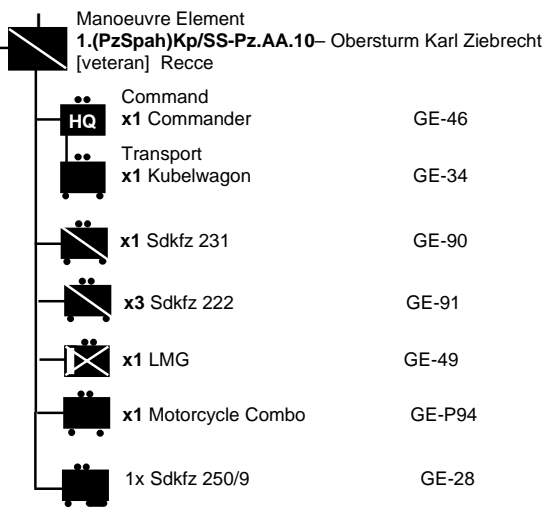 Manoeuvre Element
1.(PzSpah)Kp/SS-Pz.AA.10– Obersturm Karl Ziebrecht
[veteran] Recce
Command
HQ x1 Commander GE-46
Transport
x1 Kubelwagon GE-34
x1 Sdkfz 231 GE-90
x3 Sdkfz 222 GE-91
x1 LMG GE-49
x1 Motorcycle Combo GE-P94
1x Sdkfz 250/9 GE-28